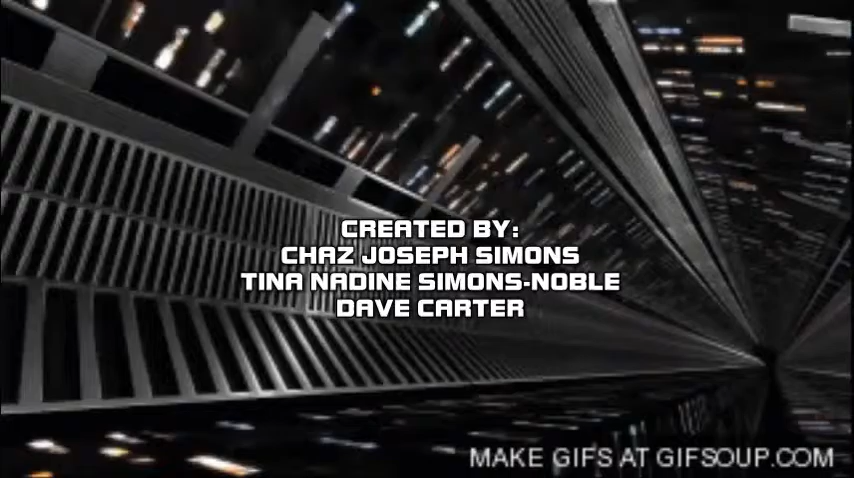 CREATED BY:
CHAZ JOSEPH SIMONS
TINA NADINE SIMONS-NOBLE
DAVE CARTER
MAKE GIFS AT GIFSOUP.COM